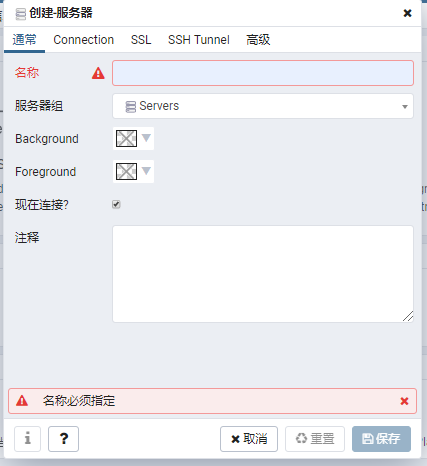 创建-服务器
通常 Connection SSL SSH Tunnel 高级
名称
服务器组 Servers
Background
Foreground
现在连接?
注释
名称必须指定
i ? 取消 重置 保存